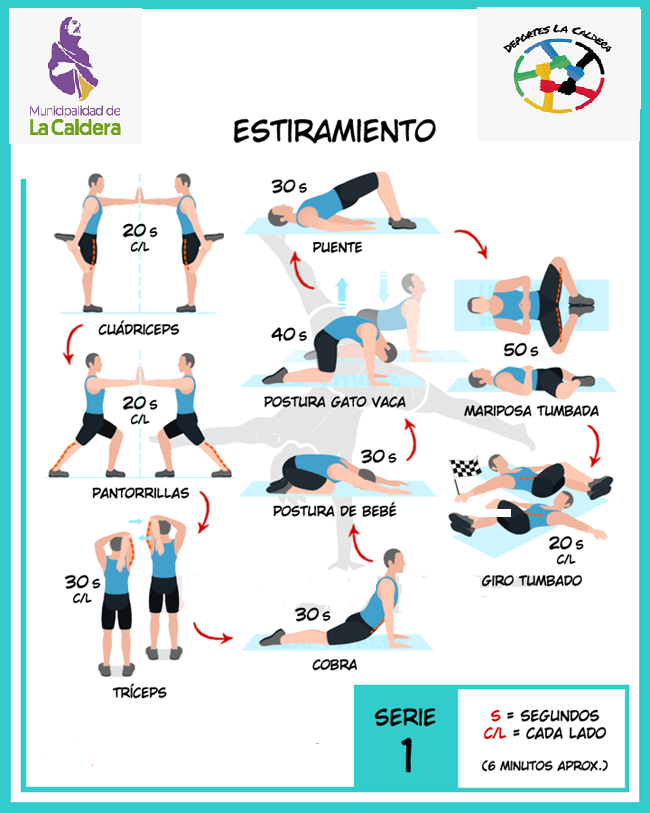 Municipalidad de
La Caldera
DEPORTES LA CALDERA
ESTIRAMIENTO
20 S
C/L
CUÁDRICEPS
20 S
C/L
PANTORRILLAS
30 S
C/L
TRÍCEPS
30 S
COBRA
30 S
POSTURA DE BEBÉ
40 S
POSTURA GATO VACA
30 S
PUENTE
50 S
MARIPOSA TUMBADA
20 S
C/L
GIRO TUMBADO
SERIE
1
S = SEGUNDOS
C/L = CADA LADO
(6 MINUTOS APROX.)